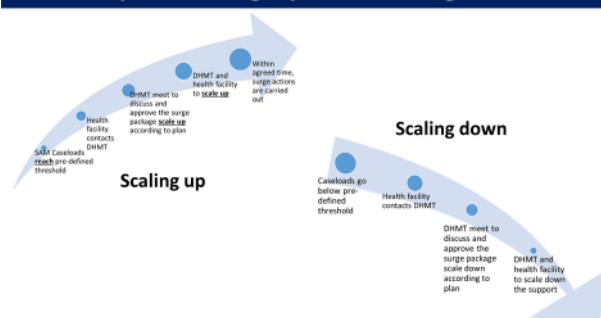 SAM Caseloads
reach pre-defined
threshold
Health
facility
contacts
DHMT
DHMT meet to
discuss and
approve the surge
package scale up
according to plan
DHMT and
health facility
to scale up
Within
agreed time,
surge actions
are carried
out
Scaling up
Scaling down
Caseloads go
below pre-
defined
threshold
Health facility
contacts DHMT
DHMT meet to
discuss and
approve the
surge package
scale down
according to
plan
DHMT and
health facility
to scale down
the support